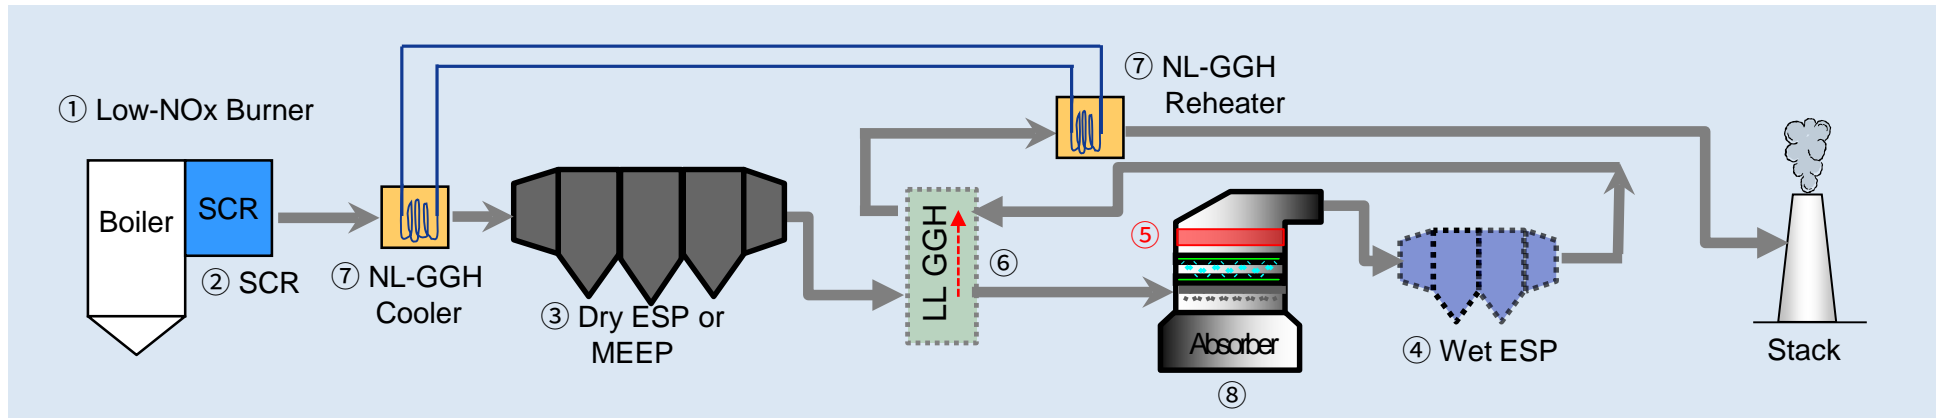 ① Low-NOx Burner
Boiler
SCR
② SCR
⑦ NL-GGH
Cooler
③ Dry ESP or
MEEP
LL GGH
⑥
⑦ NL-GGH
Reheater
⑤
Absorber
⑧
④ Wet ESP
Stack